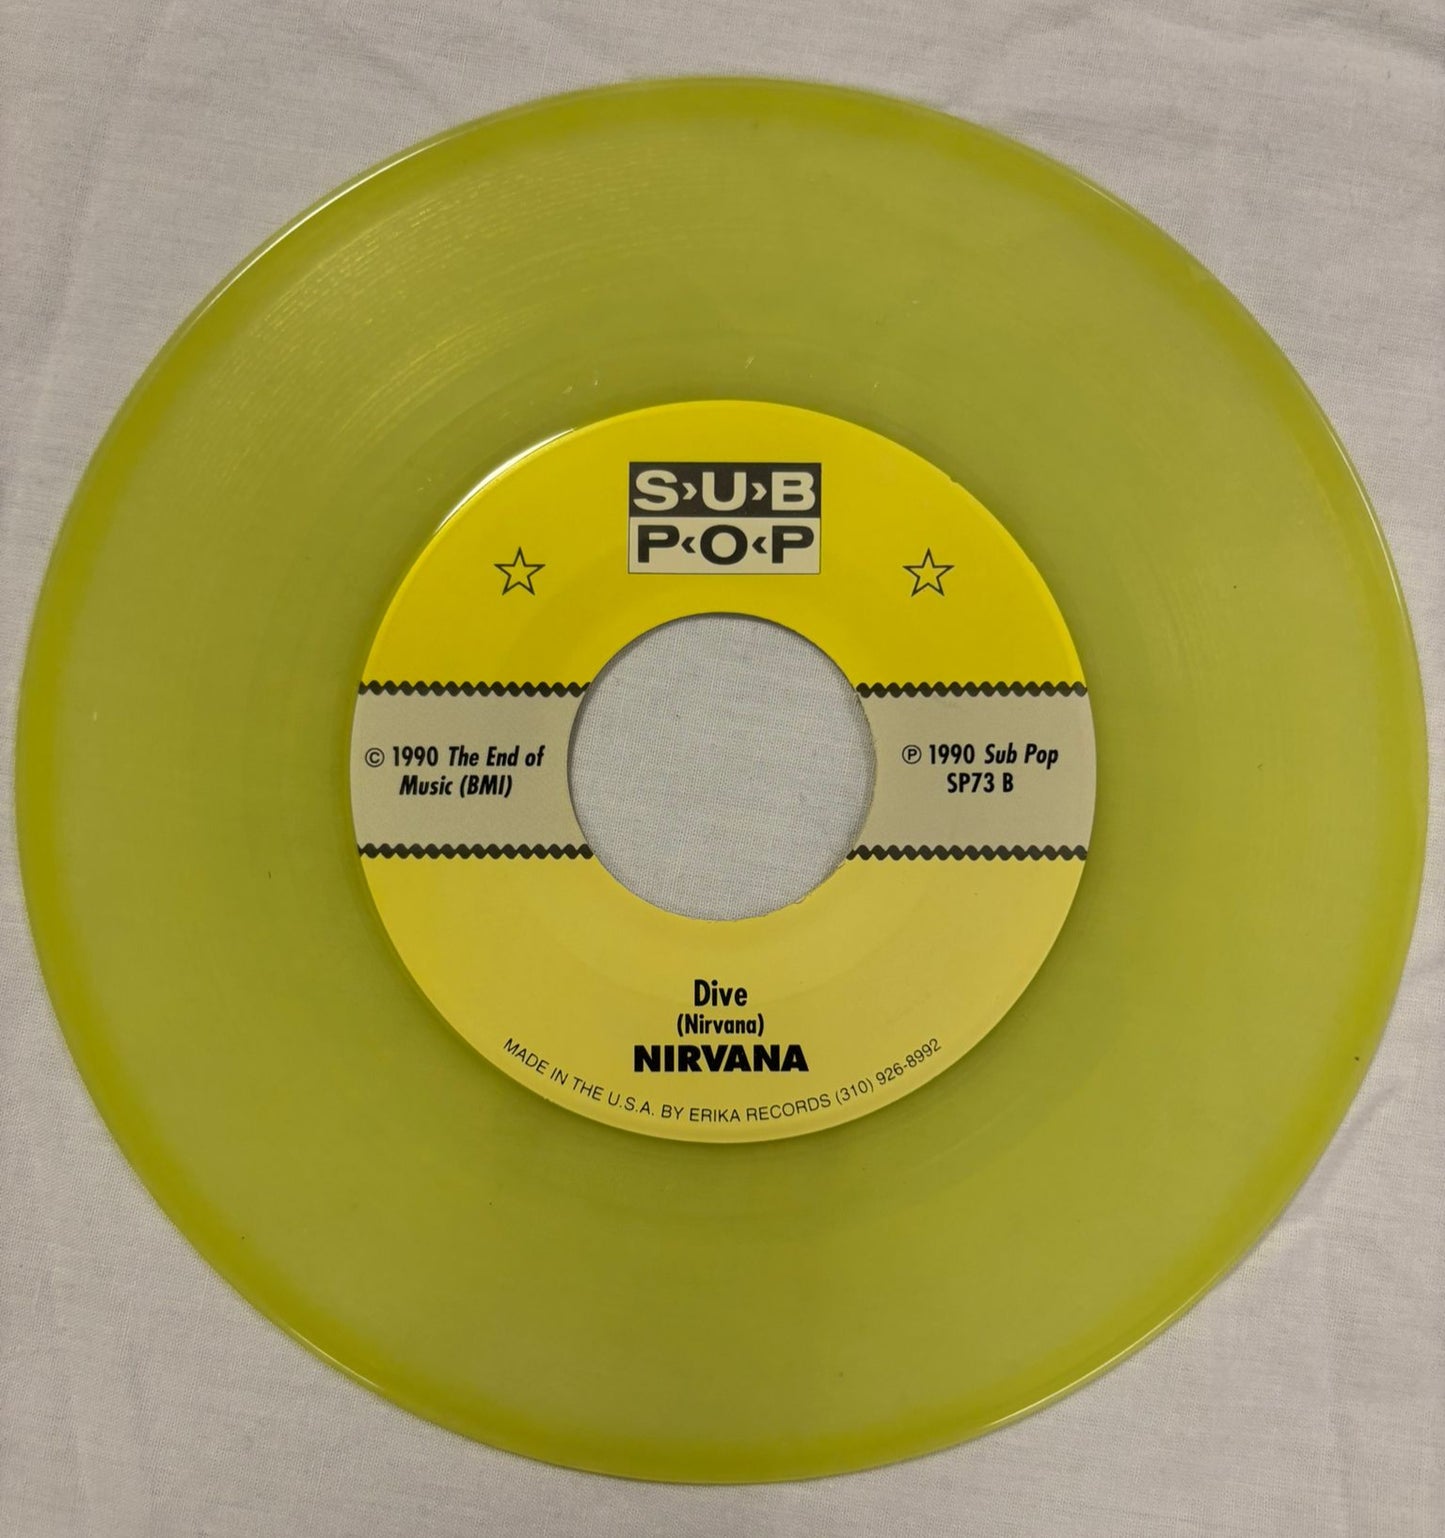 S››U››B
P‹‹O‹‹P
© 1990 The End of
Music (BMI)
℗ 1990 Sub Pop
SP73 B
Dive
(Nirvana)
NIRVANA
MADE IN THE U.S.A. BY ERIKA RECORDS (310) 926-8992